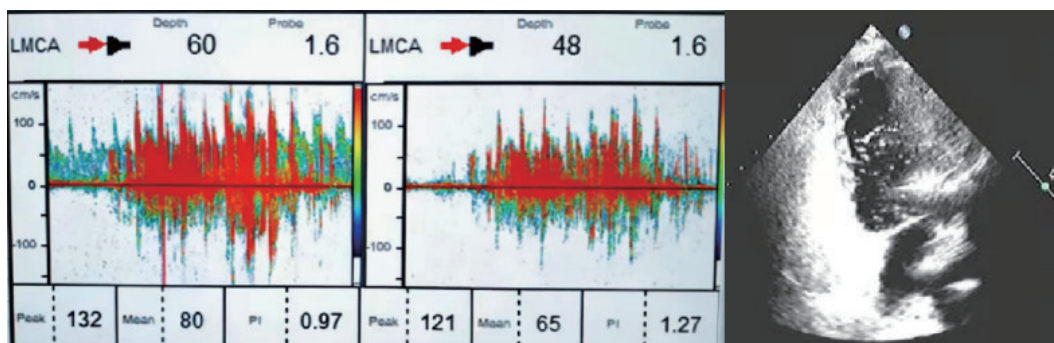 Depth Probe
LMCA 60 1.6
cm/s
100
0
-100
Peak 132 Mean 80 PI 0.97
Depth Probe
LMCA 48 1.6
cm/s
100
0
-100
Peak 121 Mean 65 PI 1.27